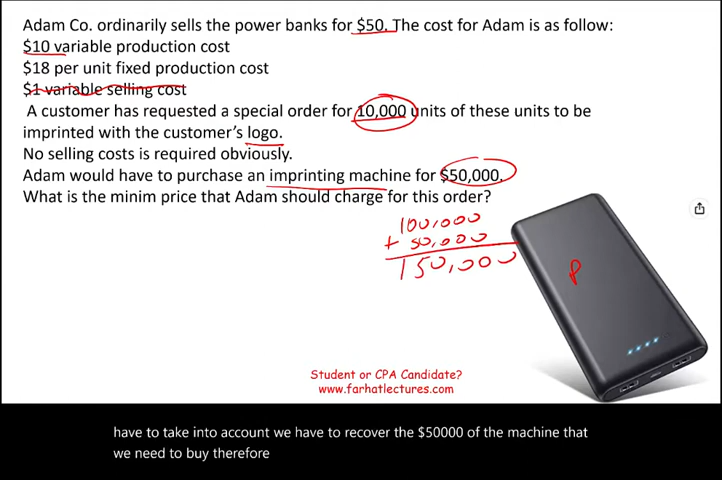 Adam Co. ordinarily sells the power banks for $50. The cost for Adam is as follow:
$10 variable production cost
$18 per unit fixed production cost
$1 variable selling cost
A customer has requested a special order for 10,000 units of these units to be
imprinted with the customer's logo.
No selling costs is required obviously.
Adam would have to purchase an imprinting machine for $50,000.
What is the minim price that Adam should charge for this order?
100,000
+ 50,000
150,000
P
Student or CPA Candidate?
www.farhatlectures.com
have to take into account we have to recover the $50000 of the machine that
we need to buy therefore